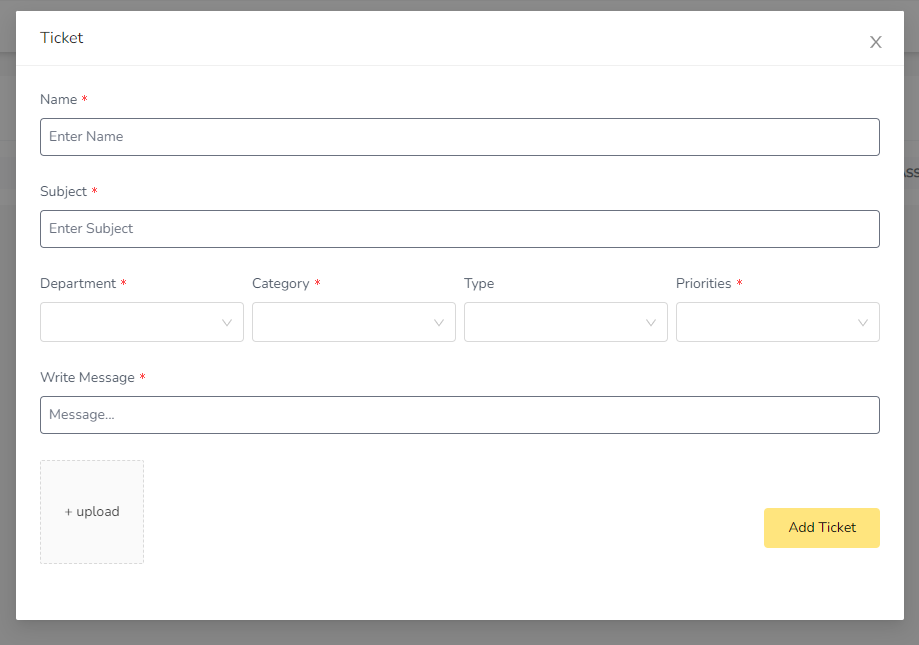 Ticket
X
Name *
Enter Name
Subject *
Enter Subject
Department * Category * Type Priorities *
Write Message *
Message...
+ upload
Add Ticket